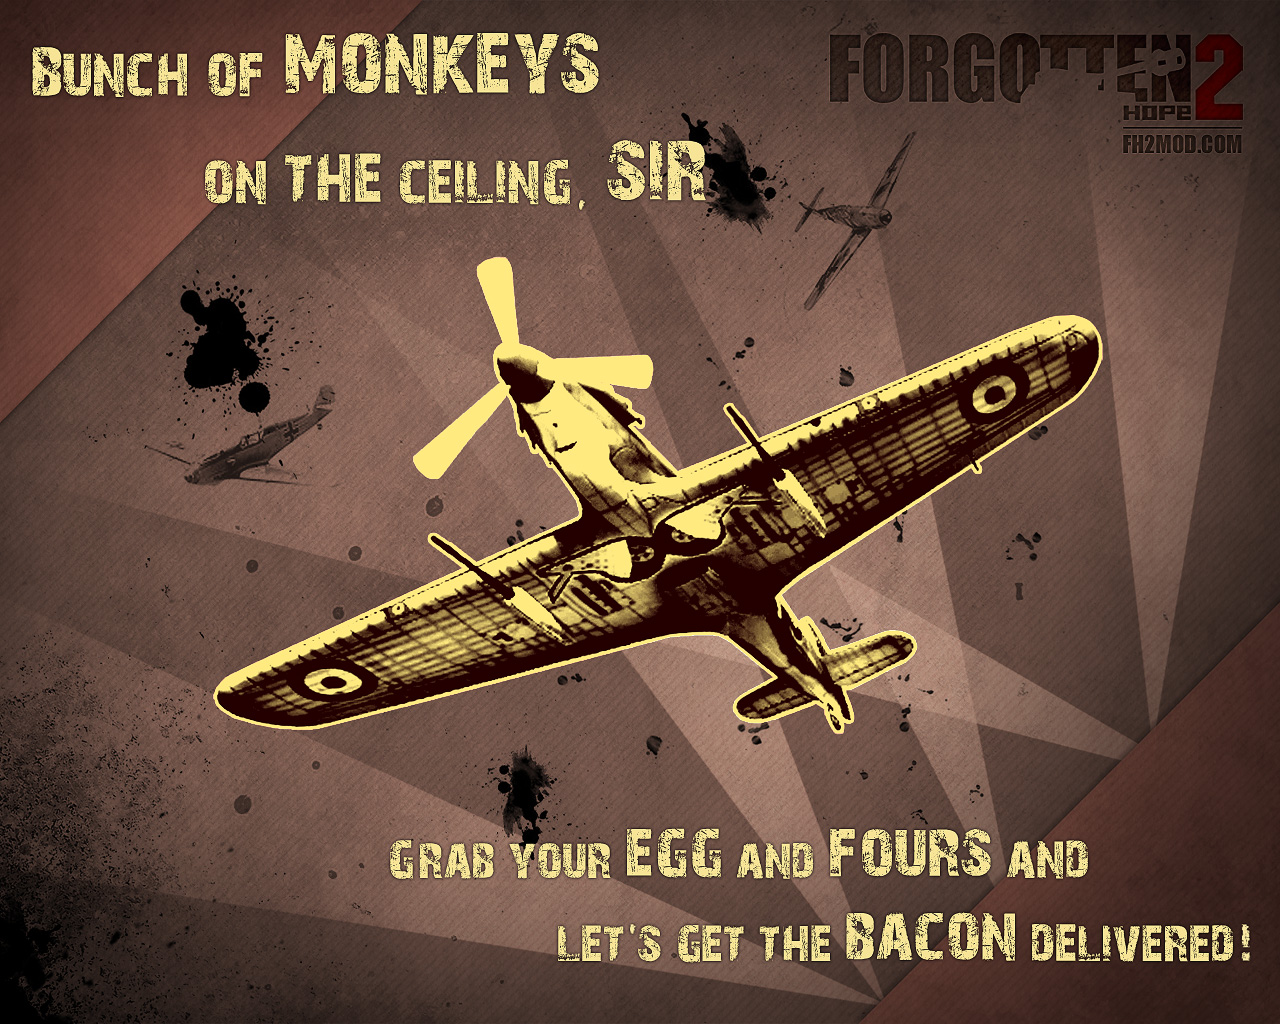 Bunch of MONKEYS
FORGOTTEN
HOPE 2
FH2MOD.COM
ON THE CEILING, SIR
GRAB YOUR EGG AND FOURS AND
LET'S GET THE BACON DELIVERED!